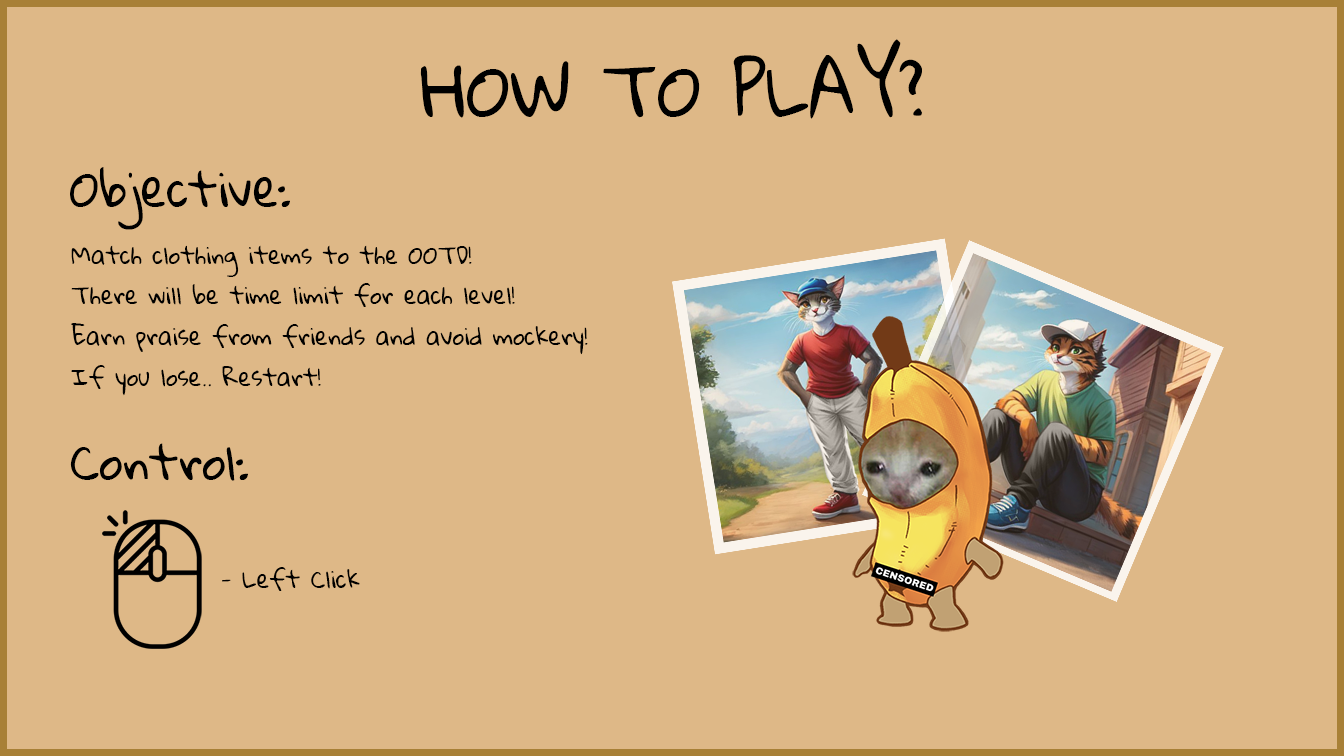 HOW TO PLAY?
Objective:
Match clothing items to the OOTD!
There will be time limit for each level!
Earn praise from friends and avoid mockery!
If you lose.. Restart!
Control:
- Left Click
CENSORED